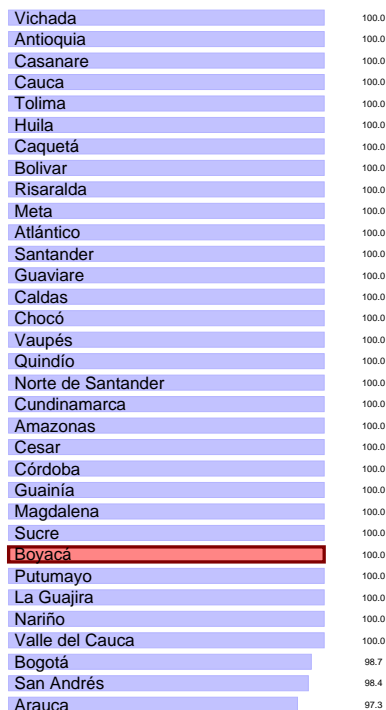 Vichada 100.0
Antioquia 100.0
Casanare 100.0
Cauca 100.0
Tolima 100.0
Huila 100.0
Caquetá 100.0
Bolivar 100.0
Risaralda 100.0
Meta 100.0
Atlántico 100.0
Santander 100.0
Guaviare 100.0
Caldas 100.0
Chocó 100.0
Vaupés 100.0
Quindío 100.0
Norte de Santander 100.0
Cundinamarca 100.0
Amazonas 100.0
Cesar 100.0
Córdoba 100.0
Guainía 100.0
Magdalena 100.0
Sucre 100.0
Boyacá 100.0
Putumayo 100.0
La Guajira 100.0
Nariño 100.0
Valle del Cauca 100.0
Bogotá 98.7
San Andrés 98.4
Arauca 97.3